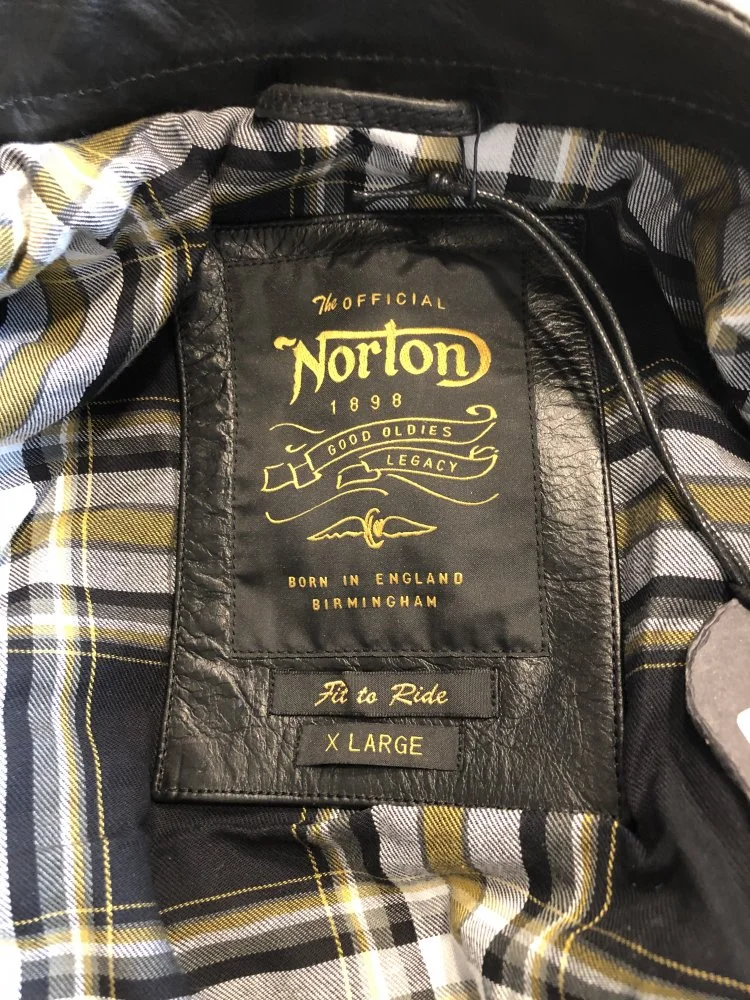 The OFFICIAL
Norton
1898
GOOD OLDIES
LEGACY
BORN IN ENGLAND
BIRMINGHAM
Fit to Ride
X LARGE